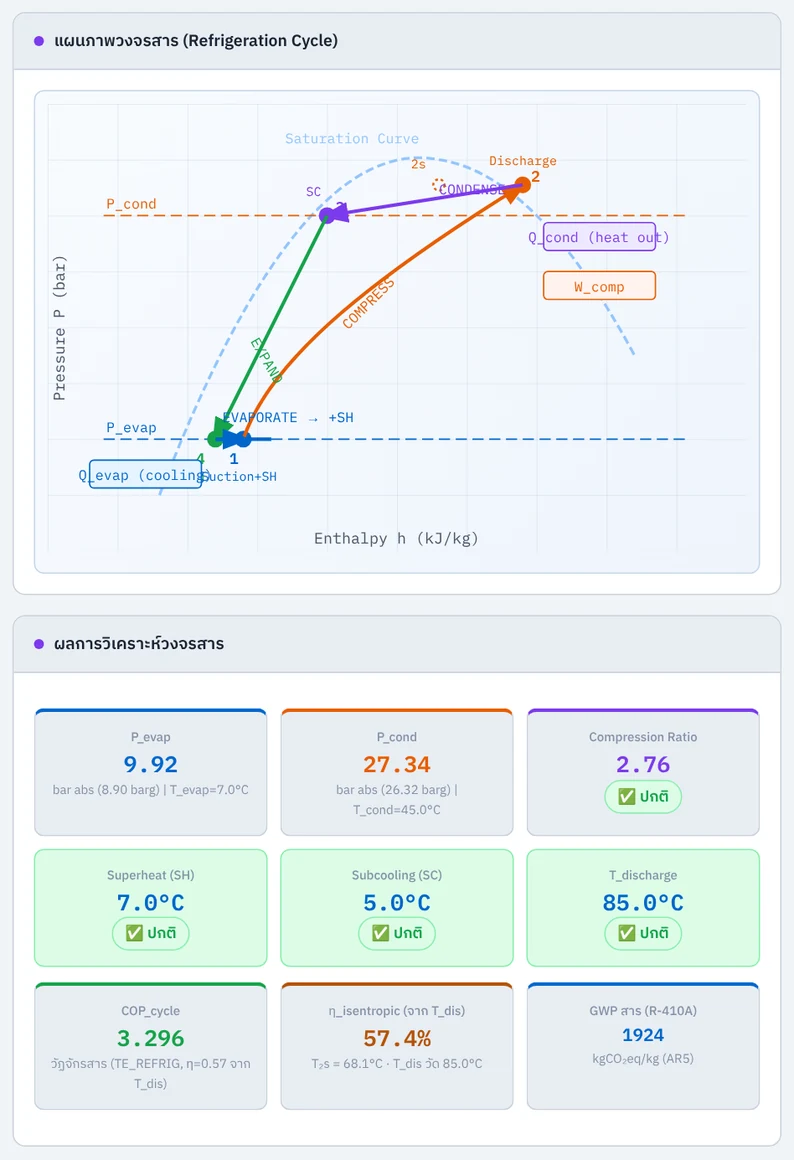 แผนภาพวงจรสาร (Refrigeration Cycle)
Saturation Curve
2s
Discharge
2
SC
3
CONDENSE
P_cond
Q_cond (heat out)
W_comp
COMPRESS
EXPAND
Pressure P (bar)
P_evap
EVAPORATE → +SH
4
1
Q_evap (cooling)
Suction+SH
Enthalpy h (kJ/kg)
ผลการวิเคราะห์วงจรสาร
P_evap
9.92
bar abs (8.90 barg) | T_evap=7.0°C
P_cond
27.34
bar abs (26.32 barg) |
T_cond=45.0°C
Compression Ratio
2.76
✅ ปกติ
Superheat (SH)
7.0°C
✅ ปกติ
Subcooling (SC)
5.0°C
✅ ปกติ
T_discharge
85.0°C
✅ ปกติ
COP_cycle
3.296
วัฏจักรสาร (TE_REFRIG, η=0.57 จาก
T_dis)
η_isentropic (จาก T_dis)
57.4%
T₂s = 68.1°C · T_dis วัด 85.0°C
GWP สาร (R-410A)
1924
kgCO₂eq/kg (AR5)